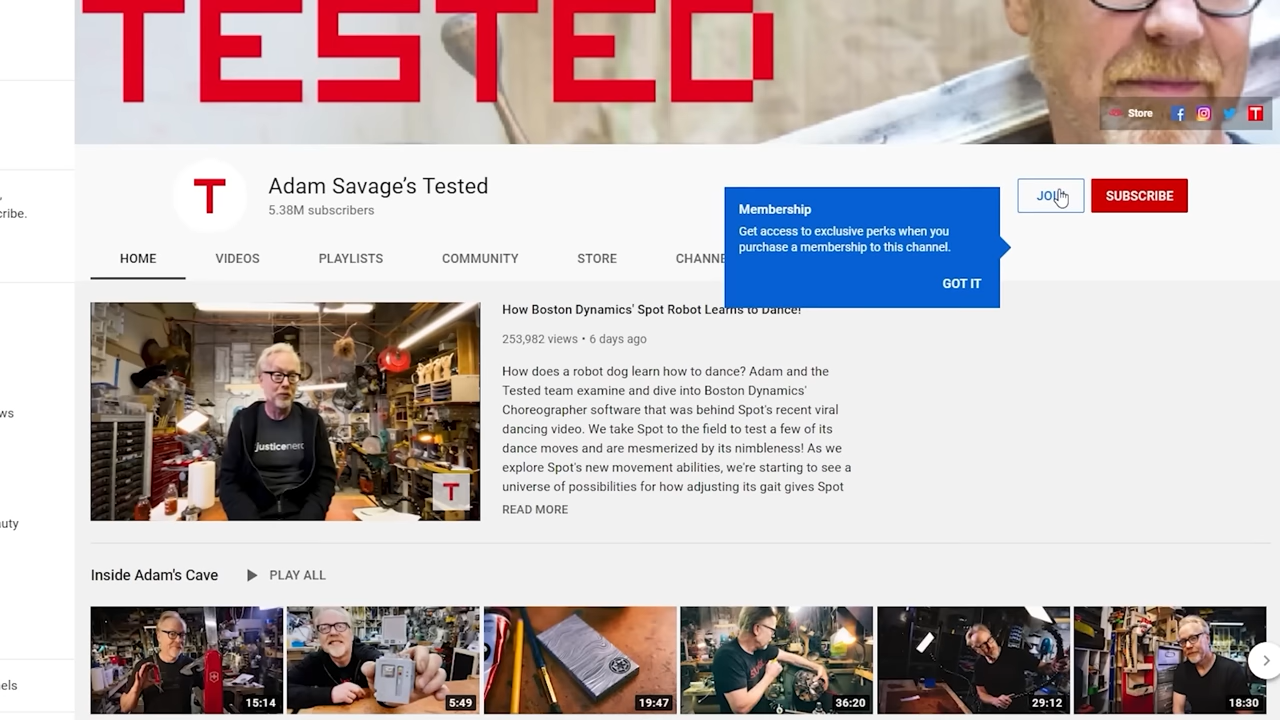 TESTED
Store
T
T
Adam Savage's Tested
5.38M subscribers
JOIN
SUBSCRIBE
Membership
Get access to exclusive perks when you
purchase a membership to this channel.
GOT IT
HOME VIDEOS PLAYLISTS COMMUNITY STORE
cribe.
How Boston Dynamics' Spot Robot Learns to Dance!
253,982 views • 6 days ago
How does a robot dog learn how to dance? Adam and the
Tested team examine and dive into Boston Dynamics'
Choreographer software that was behind Spot's recent viral
dancing video. We take Spot to the field to test a few of its
dance moves and are mesmerized by its nimbleness! As we
explore Spot's new movement abilities, we're starting to see a
universe of possibilities for how adjusting its gait gives Spot
READ MORE
justicenerd
T
ws
uty
els
Inside Adam's Cave PLAY ALL
15:14 5:49 19:47 36:20 29:12 18:30